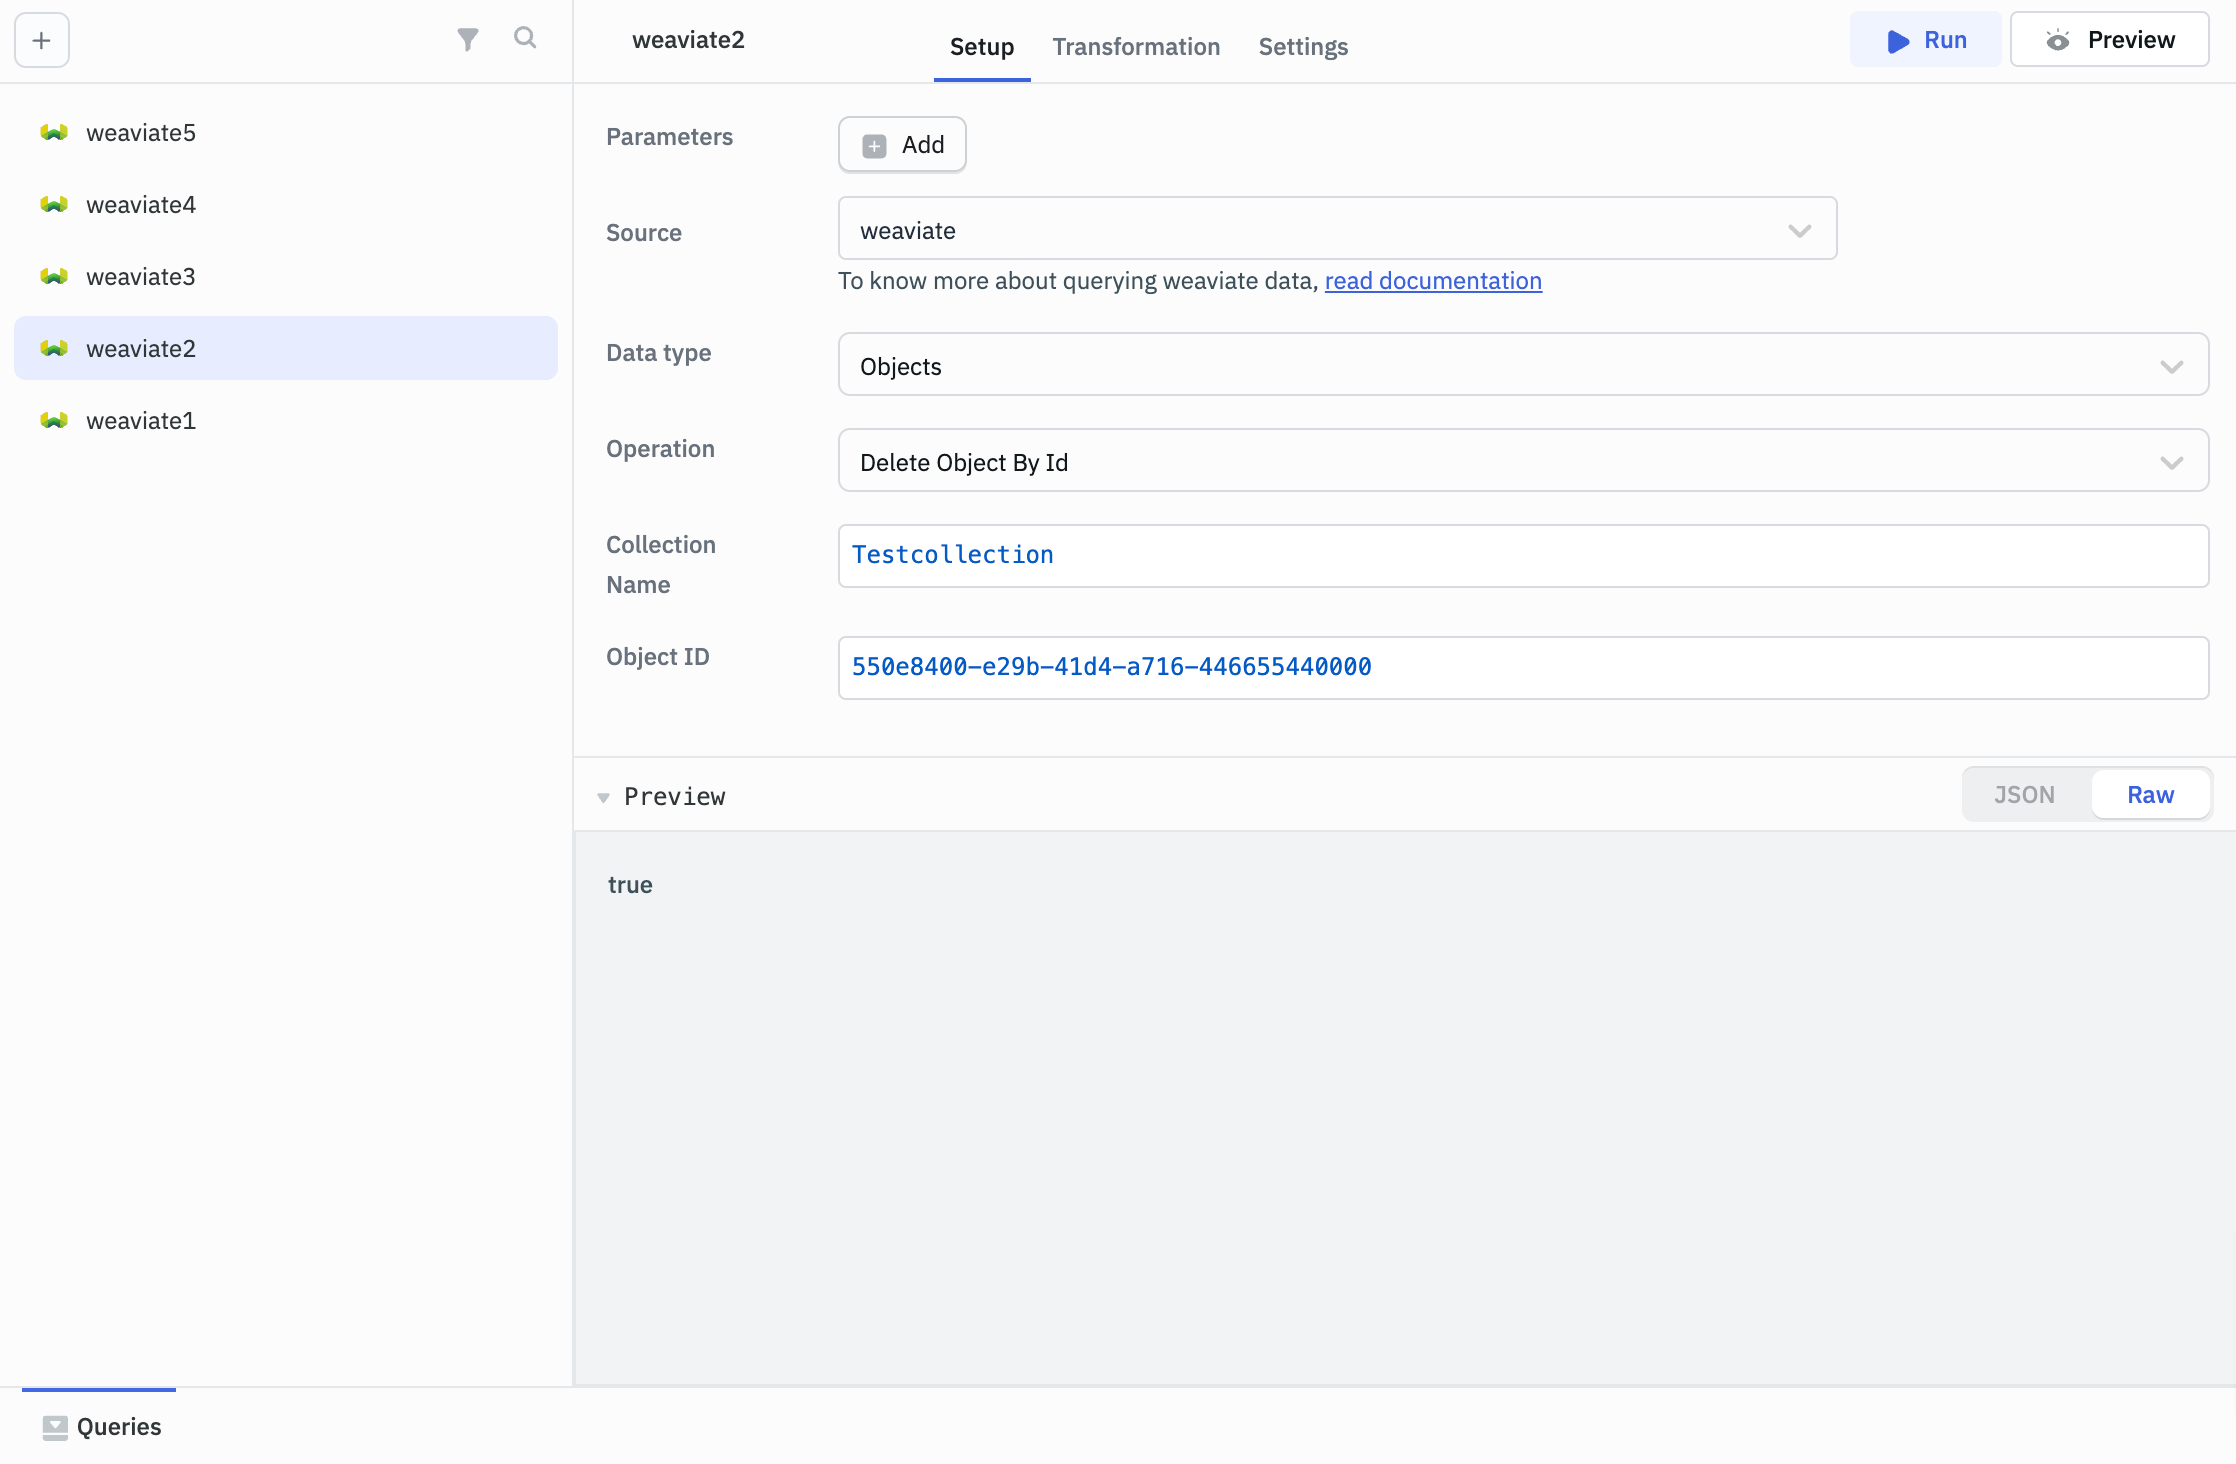 weaviate2
Setup
Transformation
Settings
Run
Preview
weaviate5
weaviate4
weaviate3
weaviate2
weaviate1
Parameters
Add
Source
weaviate
To know more about querying weaviate data, read documentation
Data type
Objects
Operation
Delete Object By Id
Collection
Name
Testcollection
Object ID
550e8400-e29b-41d4-a716-446655440000
Preview
JSON
Raw
true
Queries